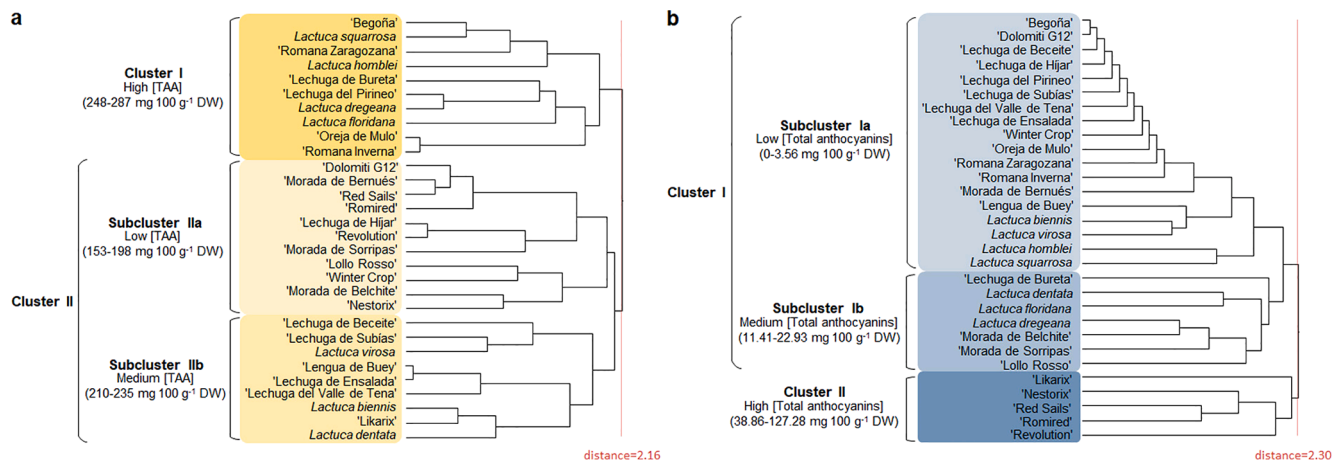 a
Cluster I
High [TAA]
(248-287 mg 100 g⁻¹ DW)
'Begoña'
Lactuca squarrosa
'Romana Zaragozana'
Lactuca homblei
'Lechuga de Bureta'
'Lechuga del Pirineo'
Lactuca dregeana
Lactuca floridana
'Oreja de Mulo'
'Romana Inverna'
Cluster II
Subcluster IIa
Low [TAA]
(153-198 mg 100 g⁻¹ DW)
'Dolomiti G12'
'Morada de Bernués'
'Red Sails'
'Romired'
'Lechuga de Híjar'
'Revolution'
'Morada de Sorripas'
'Lollo Rosso'
'Winter Crop'
'Morada de Belchite'
'Nestorix'
Subcluster IIb
Medium [TAA]
(210-235 mg 100 g⁻¹ DW)
'Lechuga de Beceite'
'Lechuga de Subías'
Lactuca virosa
'Lengua de Buey'
'Lechuga de Ensalada'
'Lechuga del Valle de Tena'
Lactuca biennis
'Likarix'
Lactuca dentata
distance=2.16
b
Cluster I
Subcluster Ia
Low [Total anthocyanins]
(0-3.56 mg 100 g⁻¹ DW)
'Begoña'
'Dolomiti G12'
'Lechuga de Beceite'
'Lechuga de Híjar'
'Lechuga del Pirineo'
'Lechuga de Subías'
'Lechuga del Valle de Tena'
'Lechuga de Ensalada'
'Winter Crop'
'Oreja de Mulo'
'Romana Zaragozana'
'Romana Inverna'
'Morada de Bernués'
'Lengua de Buey'
Lactuca biennis
Lactuca virosa
Lactuca homblei
Lactuca squarrosa
Subcluster Ib
Medium [Total anthocyanins]
(11.41-22.93 mg 100 g⁻¹ DW)
'Lechuga de Bureta'
Lactuca dentata
Lactuca floridana
Lactuca dregeana
'Morada de Belchite'
'Morada de Sorripas'
'Lollo Rosso'
Cluster II
High [Total anthocyanins]
(38.86-127.28 mg 100 g⁻¹ DW)
'Likarix'
'Nestorix'
'Red Sails'
'Romired'
'Revolution'
distance=2.30